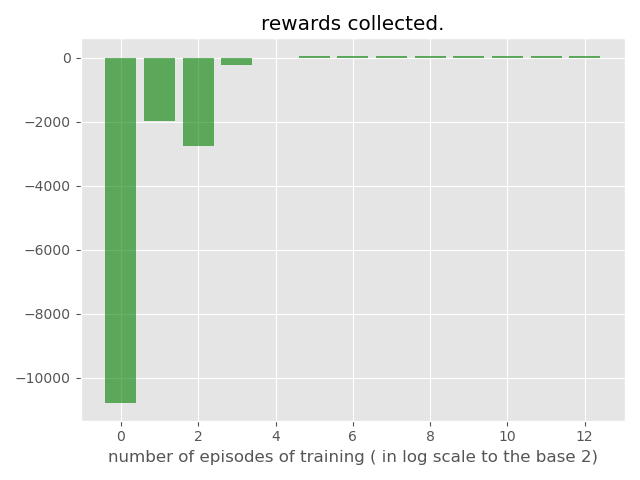 rewards collected.
0
−2000
−4000
−6000
−8000
−10000
0 2 4 6 8 10 12
number of episodes of training ( in log scale to the base 2)